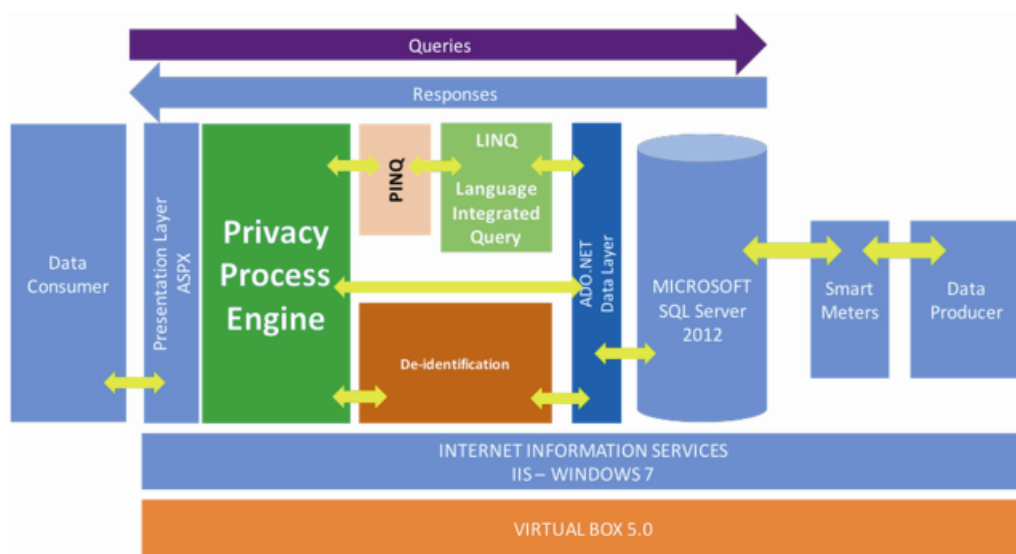 Queries
Responses
Data
Consumer
Presentation Layer
ASPX
Privacy
Process
Engine
PINQ
LINQ
Language
Integrated
Query
De-identification
ADO.NET
Data Layer
MICROSOFT
SQL Server
2012
Smart
Meters
Data
Producer
INTERNET INFORMATION SERVICES
IIS – WINDOWS 7
VIRTUAL BOX 5.0